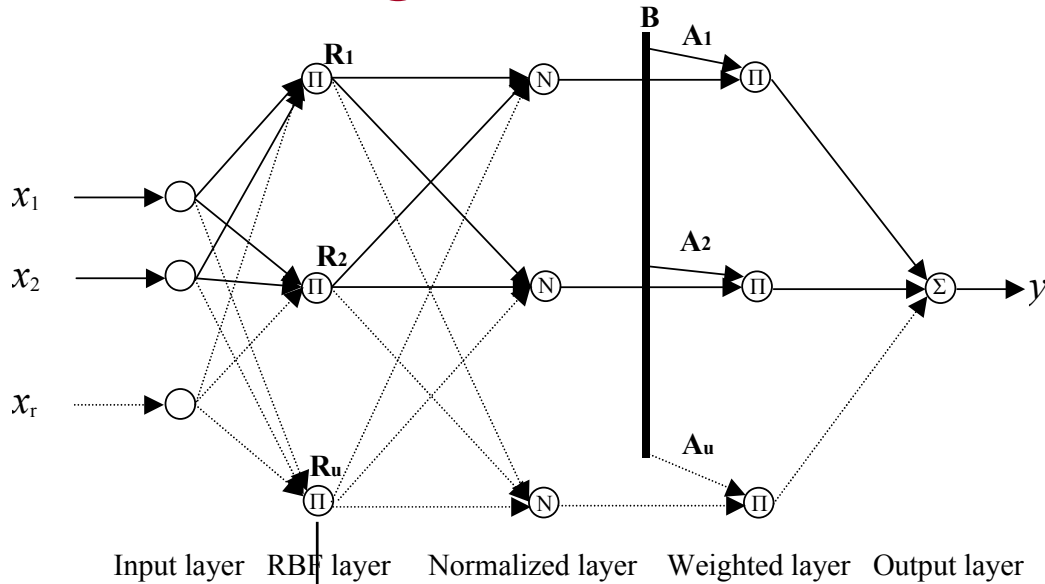 B
A1
R1
Π N Π
x1
R2 A2
x2
Π N Π Σ y
xr
Au
Ru
Π N Π
Input layer RBF layer Normalized layer Weighted layer Output layer